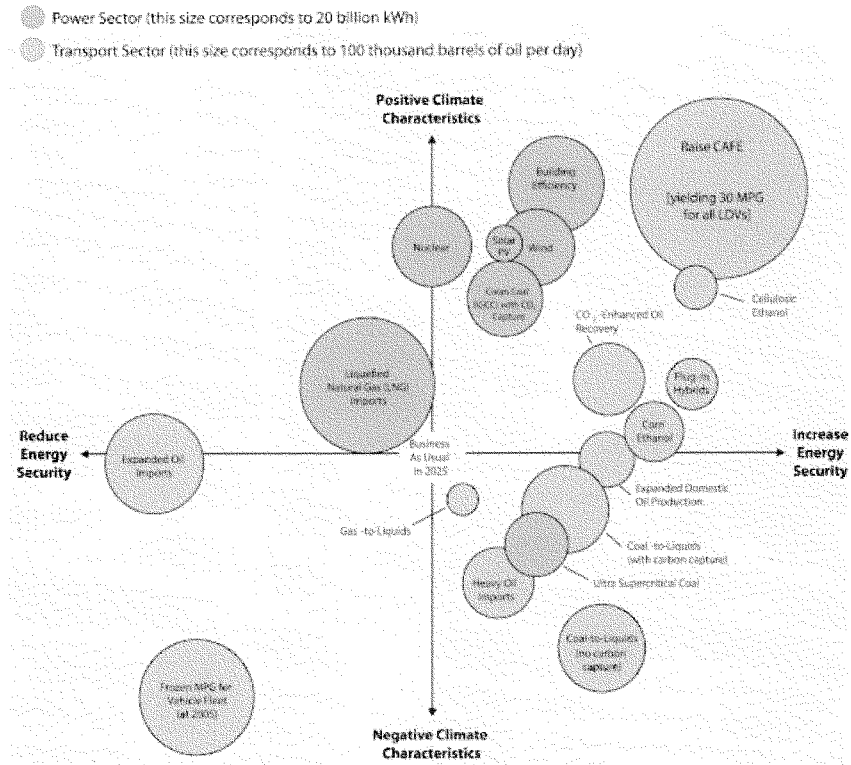 Power Sector (this size corresponds to 20 billion kWh)
Transport Sector (this size corresponds to 100 thousand barrels of oil per day)
Positive Climate
Characteristics
Raise CAFE
[yielding 30 MPG
for all LDVs]
Building
Efficiency
Nuclear
Solar
PV
Wind
Clean Coal
(IGCC) with CO2
Capture
Cellulose
Ethanol
CO2 -Enhanced Oil
Recovery
Liquefied
Natural Gas (LNG)
Imports
Plug-in
Hybrids
Corn
Ethanol
Reduce
Energy
Security
Expanded Oil
Imports
Business
As Usual
in 2025
Increase
Energy
Security
Expanded Domestic
Oil Production
Gas -to-Liquids
Coal -to-Liquids
(with carbon capture)
Ultra Supercritical Coal
Heavy Oil
Imports
Coal-to-Liquids
(no carbon
capture)
Frozen MPG for
Vehicle Fleet
(at 2005)
Negative Climate
Characteristics